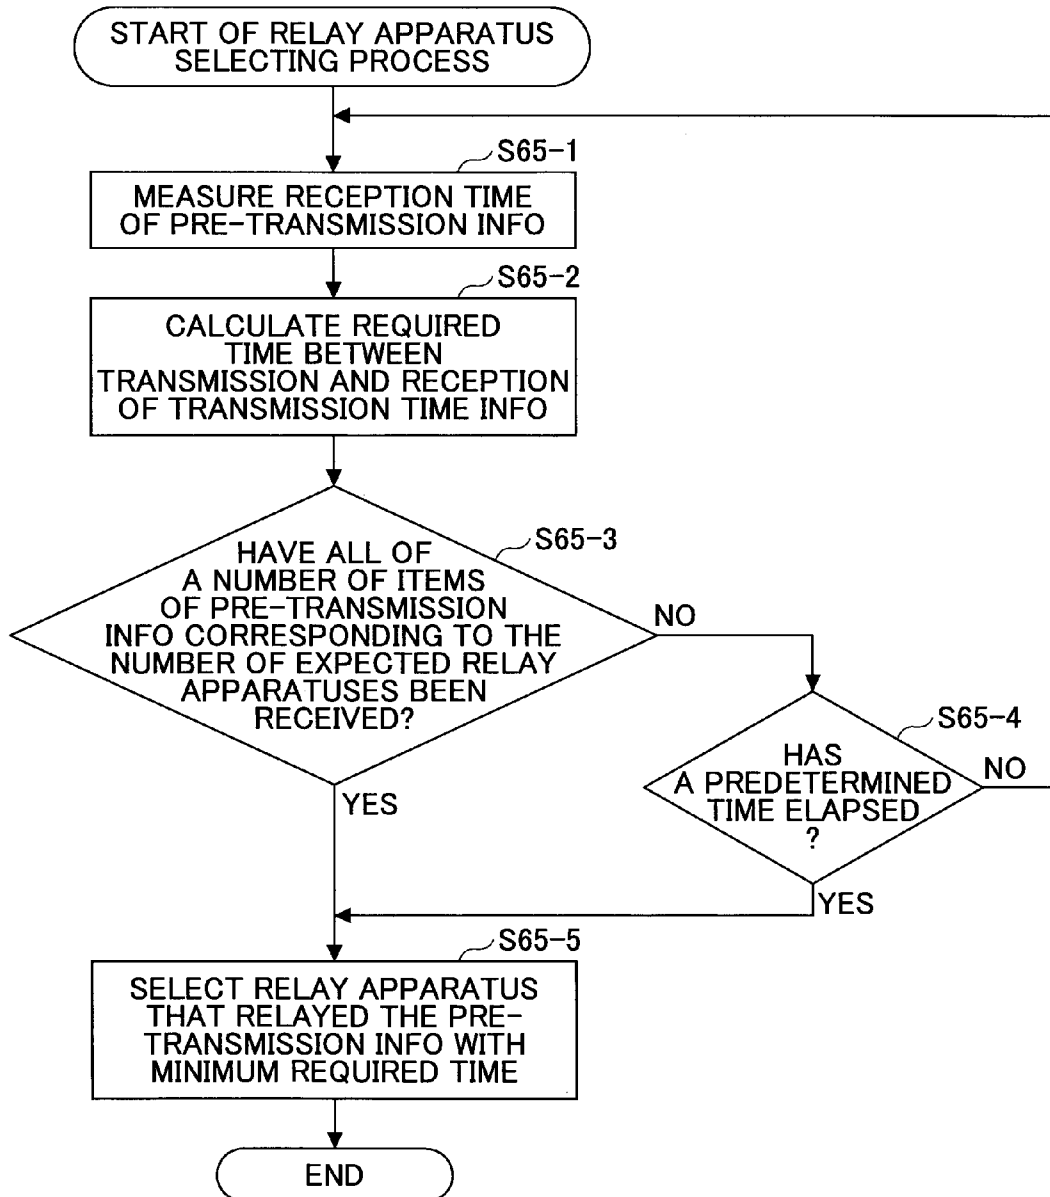 START OF RELAY APPARATUS
SELECTING PROCESS
S65-1
MEASURE RECEPTION TIME
OF PRE-TRANSMISSION INFO
S65-2
CALCULATE REQUIRED
TIME BETWEEN
TRANSMISSION AND RECEPTION
OF TRANSMISSION TIME INFO
S65-3
HAVE ALL OF
A NUMBER OF ITEMS
OF PRE-TRANSMISSION
INFO CORRESPONDING TO THE
NUMBER OF EXPECTED RELAY
APPARATUSES BEEN
RECEIVED?
NO
YES
S65-4
HAS
A PREDETERMINED
TIME ELAPSED
?
NO
YES
S65-5
SELECT RELAY APPARATUS
THAT RELAYED THE PRE-
TRANSMISSION INFO WITH
MINIMUM REQUIRED TIME
END